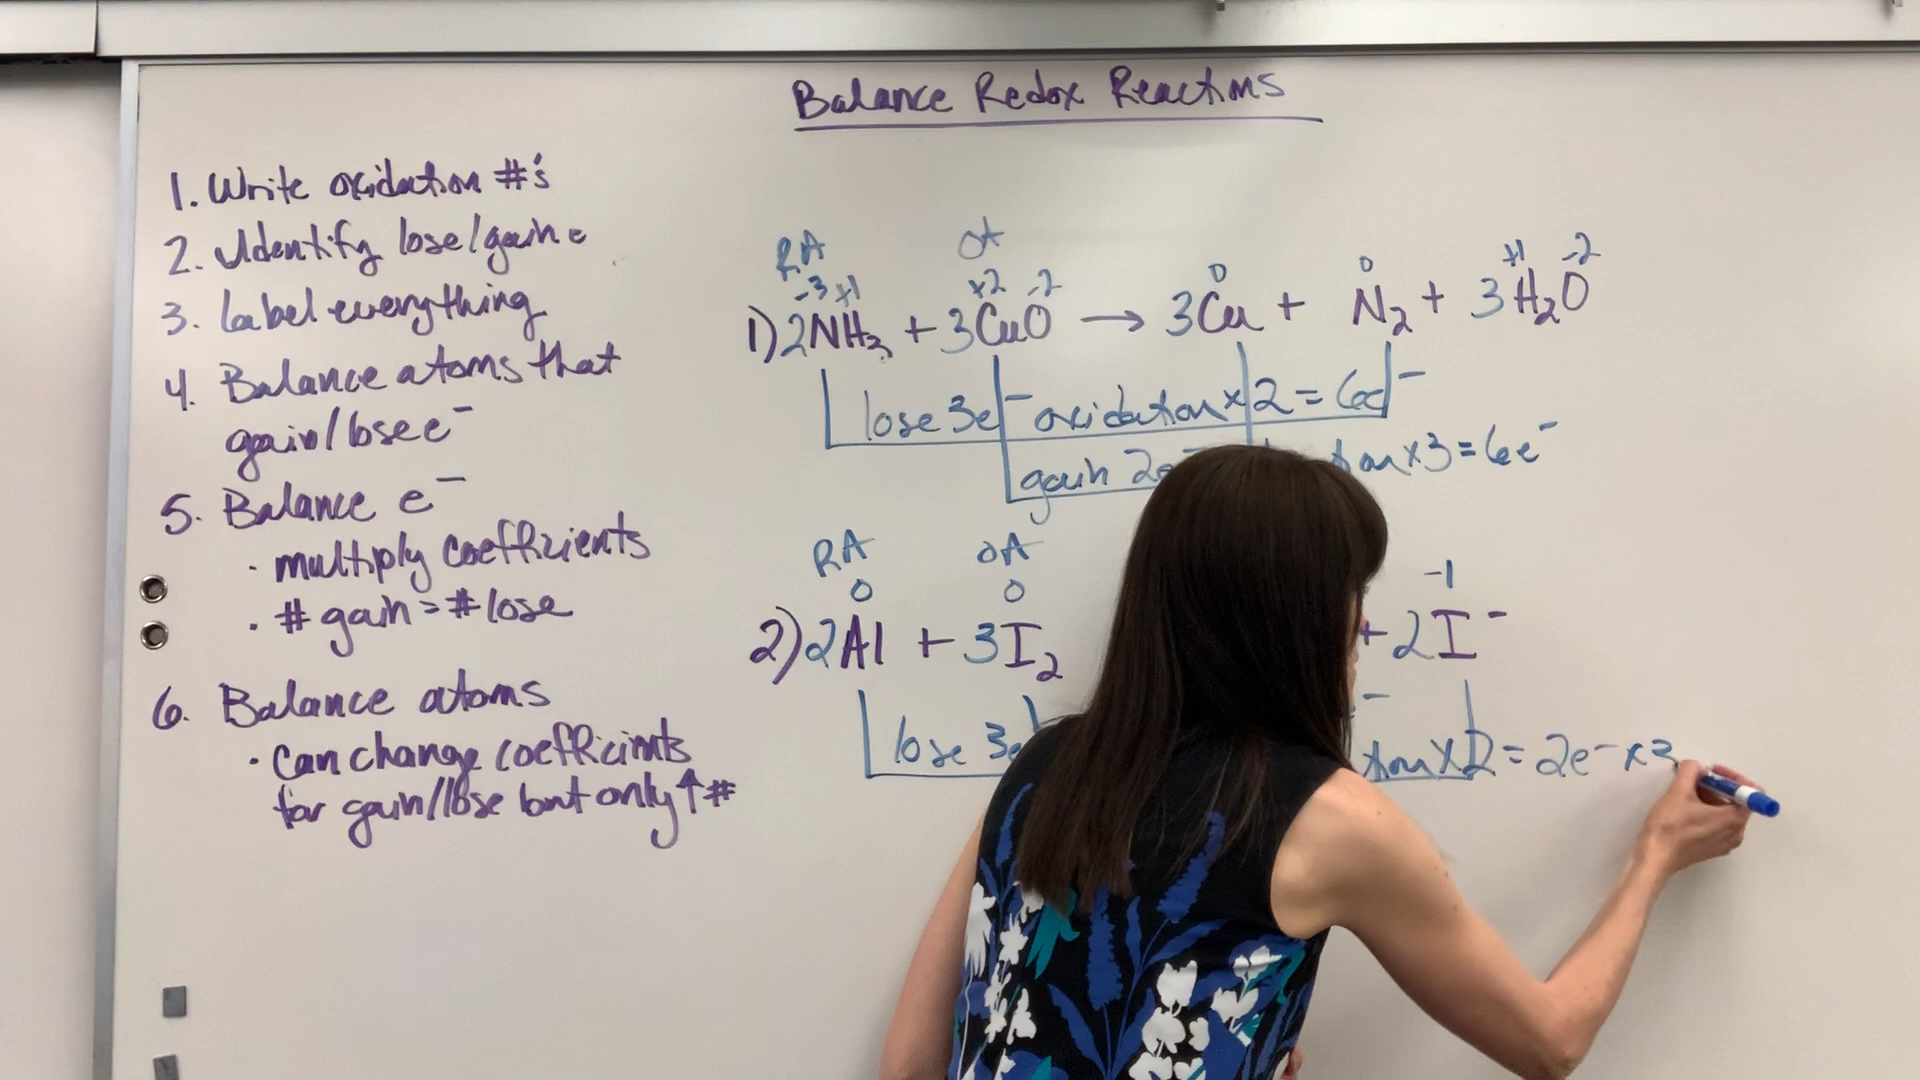 Balance Redox Reactions
1. Write oxidation #'s
2. Identify lose/gain e
3. Label everything
4. Balance atoms that
gain/lose e⁻
5. Balance e⁻
· multiply coefficients
· # gain = # lose
6. Balance atoms
· Can change coefficients
for gain/lose but only ↑ #
RA OA
-3 +1 +2 -2 0 0 +1 -2
1) 2NH₃ + 3CuO → 3Cu + N₂ + 3H₂O
lose 3e⁻ oxidation x 2 = 6e⁻
gain 2e⁻ x3 = 6e⁻
RA OA
0 0 -1
2) 2Al + 3I₂ + 2I⁻
lose 3e
x 2 = 2e⁻ x3